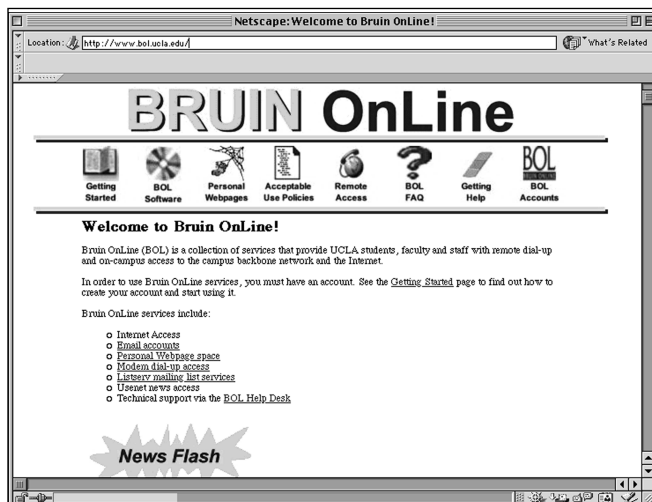 Netscape: Welcome to Bruin OnLine!
Location: http://www.bol.ucla.edu/ What's Related
BRUIN OnLine
Getting Started
BOL Software
Personal Webpages
Acceptable Use Policies
Remote Access
BOL FAQ
Getting Help
BOL
BOL Accounts
Welcome to Bruin OnLine!
Bruin OnLine (BOL) is a collection of services that provide UCLA students, faculty and staff with remote dial-up
and on-campus access to the campus backbone network and the Internet.
In order to use Bruin OnLine services, you must have an account. See the Getting Started page to find out how to
create your account and start using it.
Bruin OnLine services include:
o Internet Access
o Email accounts
o Personal Webpage space
o Modem dial-up access
o Listserv mailing list services
o Usenet news access
o Technical support via the BOL Help Desk
News Flash